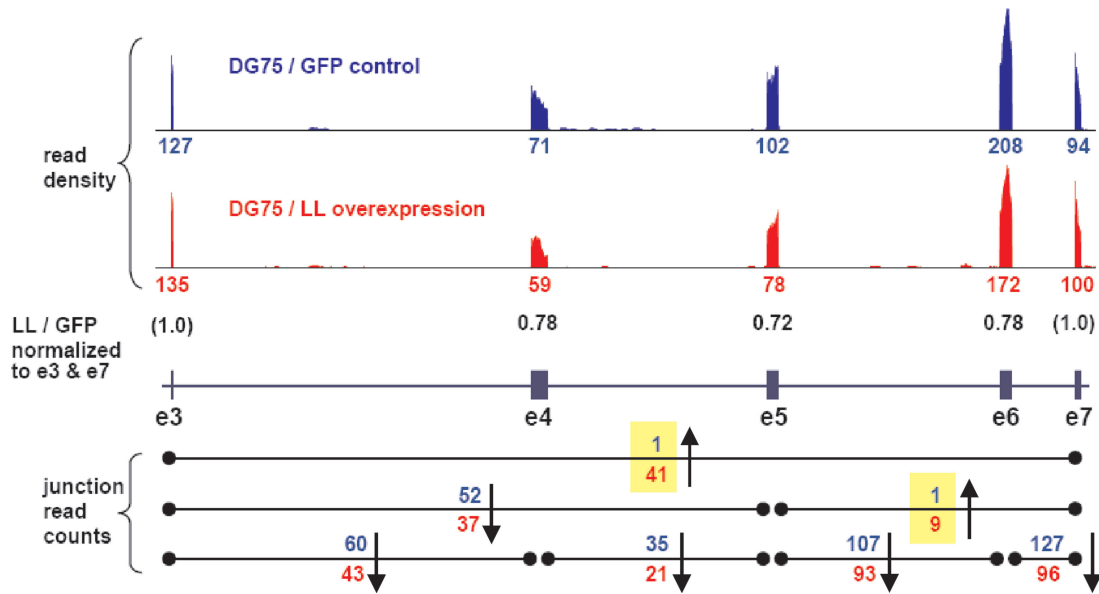 DG75 / GFP control
127 71 102 208 94
read
density
DG75 / LL overexpression
135 59 78 172 100
LL / GFP
normalized
to e3 & e7
(1.0) 0.78 0.72 0.78 (1.0)
e3 e4 e5 e6 e7
junction
read
counts
1
41
52 1
37 9
60 35 107 127
43 21 93 96